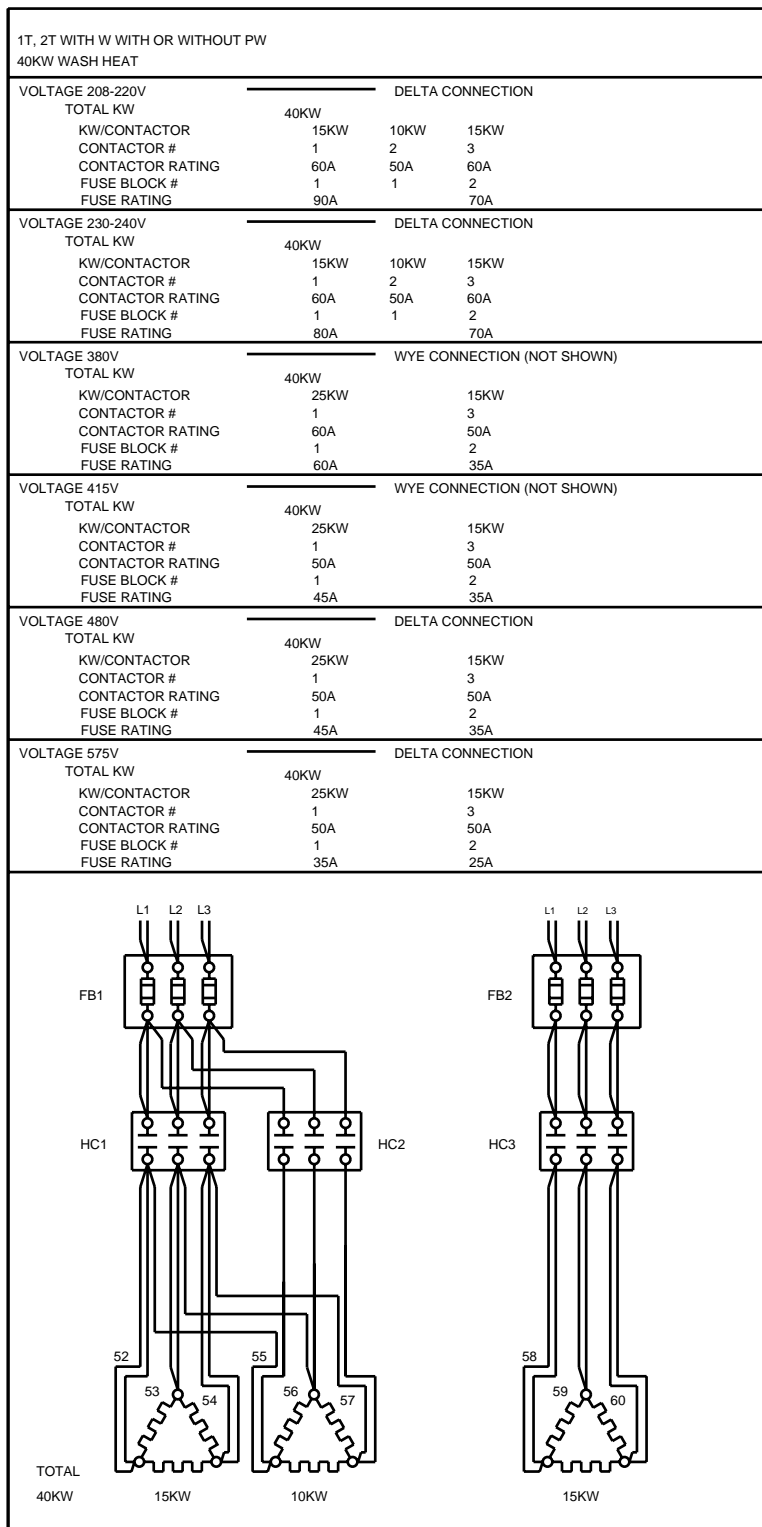 1T, 2T WITH W WITH OR WITHOUT PW
40KW WASH HEAT
VOLTAGE 208-220V DELTA CONNECTION
TOTAL KW 40KW
KW/CONTACTOR 15KW 10KW 15KW
CONTACTOR # 1 2 3
CONTACTOR RATING 60A 50A 60A
FUSE BLOCK # 1 1 2
FUSE RATING 90A 70A
VOLTAGE 230-240V DELTA CONNECTION
TOTAL KW 40KW
KW/CONTACTOR 15KW 10KW 15KW
CONTACTOR # 1 2 3
CONTACTOR RATING 60A 50A 60A
FUSE BLOCK # 1 1 2
FUSE RATING 80A 70A
VOLTAGE 380V WYE CONNECTION (NOT SHOWN)
TOTAL KW 40KW
KW/CONTACTOR 25KW 15KW
CONTACTOR # 1 3
CONTACTOR RATING 60A 50A
FUSE BLOCK # 1 2
FUSE RATING 60A 35A
VOLTAGE 415V WYE CONNECTION (NOT SHOWN)
TOTAL KW 40KW
KW/CONTACTOR 25KW 15KW
CONTACTOR # 1 3
CONTACTOR RATING 50A 50A
FUSE BLOCK # 1 2
FUSE RATING 45A 35A
VOLTAGE 480V DELTA CONNECTION
TOTAL KW 40KW
KW/CONTACTOR 25KW 15KW
CONTACTOR # 1 3
CONTACTOR RATING 50A 50A
FUSE BLOCK # 1 2
FUSE RATING 45A 35A
VOLTAGE 575V DELTA CONNECTION
TOTAL KW 40KW
KW/CONTACTOR 25KW 15KW
CONTACTOR # 1 3
CONTACTOR RATING 50A 50A
FUSE BLOCK # 1 2
FUSE RATING 35A 25A
L1 L2 L3 L1 L2 L3
FB1 FB2
HC1 HC2 HC3
52 55 58
53 54 56 57 59 60
TOTAL
40KW 15KW 10KW 15KW